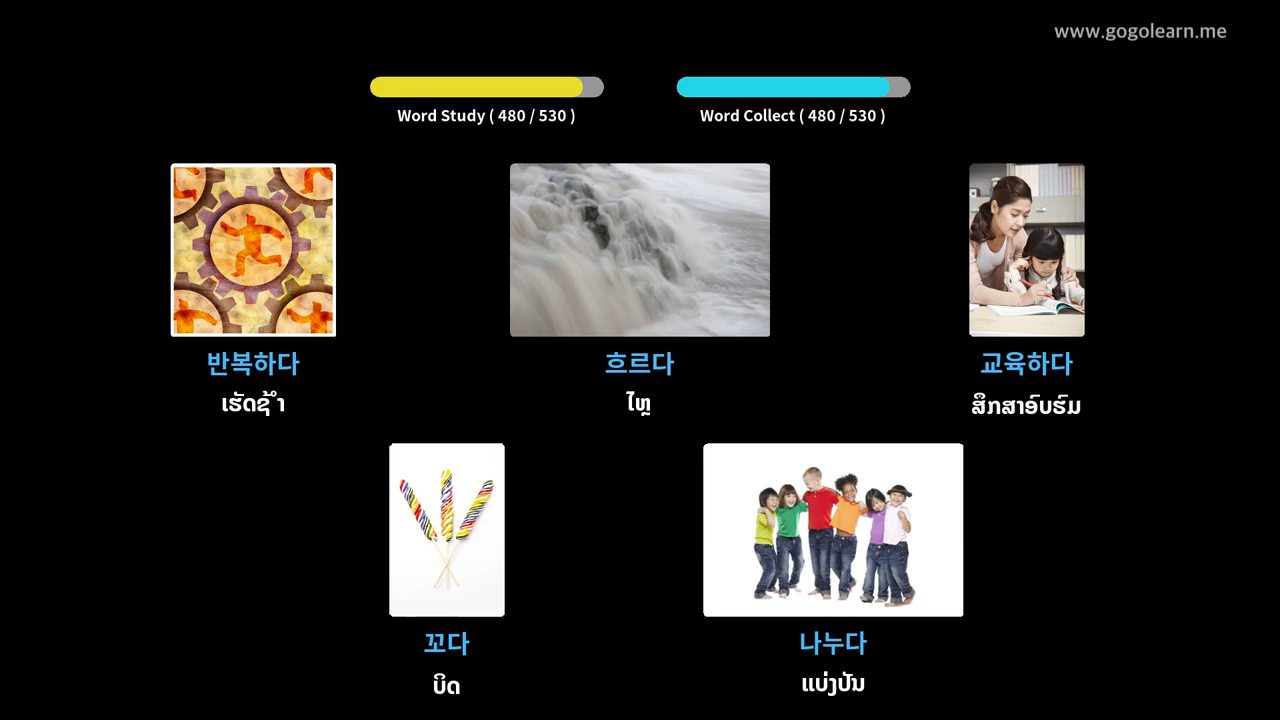 www.gogolearn.me
Word Study ( 480 / 530 )
Word Collect ( 480 / 530 )
반복하다
ເຮັດຊ້ຳ
흐르다
ໄຫຼ
교육하다
ສຶກສາອົບຮົມ
꼬다
ບິດ
나누다
ແບ່ງປັນ